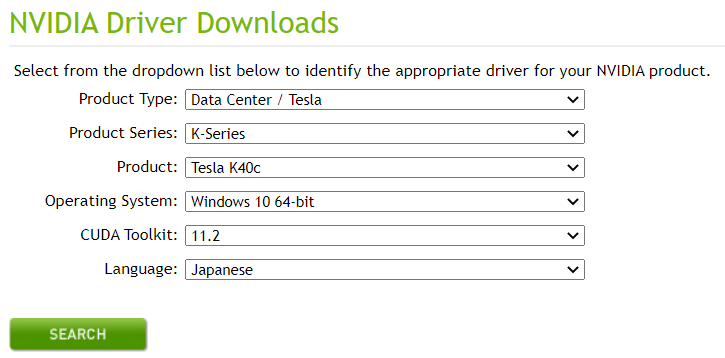 NVIDIA Driver Downloads
Select from the dropdown list below to identify the appropriate driver for your NVIDIA product.
Product Type: Data Center / Tesla
Product Series: K-Series
Product: Tesla K40c
Operating System: Windows 10 64-bit
CUDA Toolkit: 11.2
Language: Japanese
SEARCH